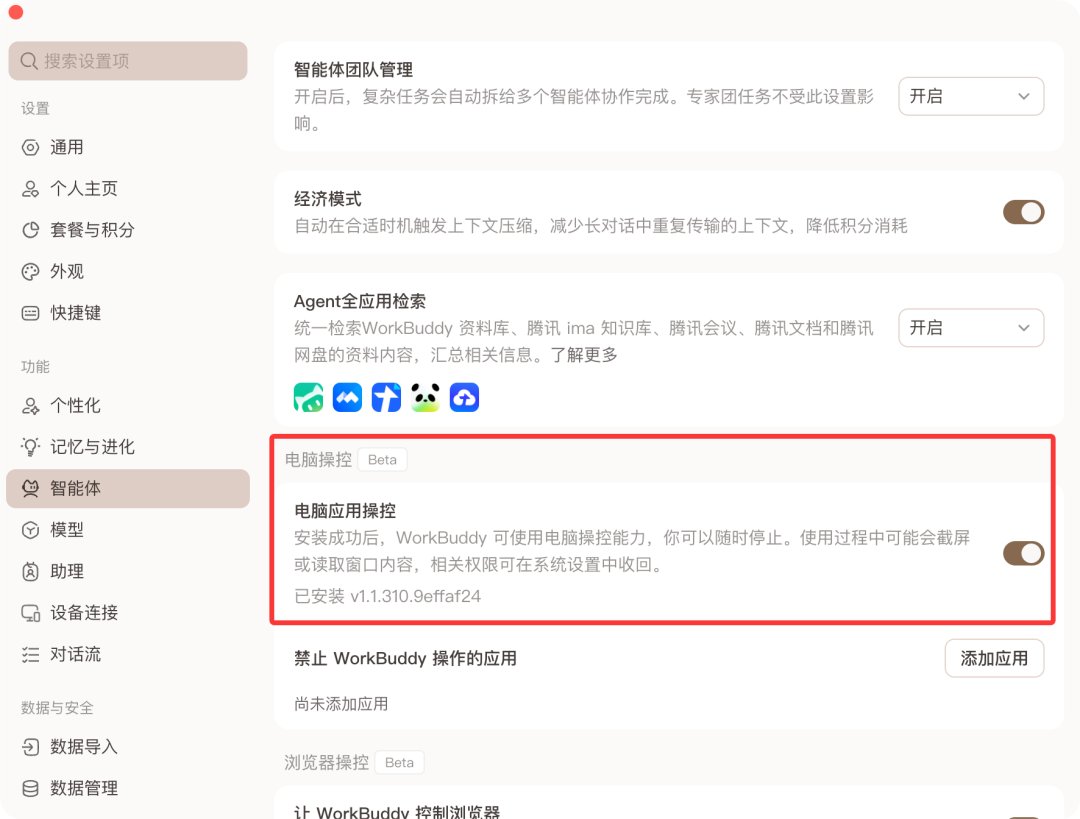 搜索设置项
设置
通用
个人主页
套餐与积分
外观
快捷键
功能
个性化
记忆与进化
智能体
模型
助理
设备连接
对话流
数据与安全
数据导入
数据管理
智能体团队管理
开启后，复杂任务会自动拆给多个智能体协作完成。专家团任务不受此设置影
响。
开启
经济模式
自动在合适时机触发上下文压缩，减少长对话中重复传输的上下文，降低积分消耗
Agent全应用检索
统一检索WorkBuddy 资料库、腾讯 ima 知识库、腾讯会议、腾讯文档和腾讯
网盘的资料内容，汇总相关信息。了解更多
开启
电脑操控 Beta
电脑应用操控
安装成功后，WorkBuddy 可使用电脑操控能力，你可以随时停止。使用过程中可能会截屏
或读取窗口内容，相关权限可在系统设置中收回。
已安装 v1.1.310.9effaf24
禁止 WorkBuddy 操作的应用
添加应用
尚未添加应用
浏览器操控 Beta
让 WorkBuddy 控制浏览器